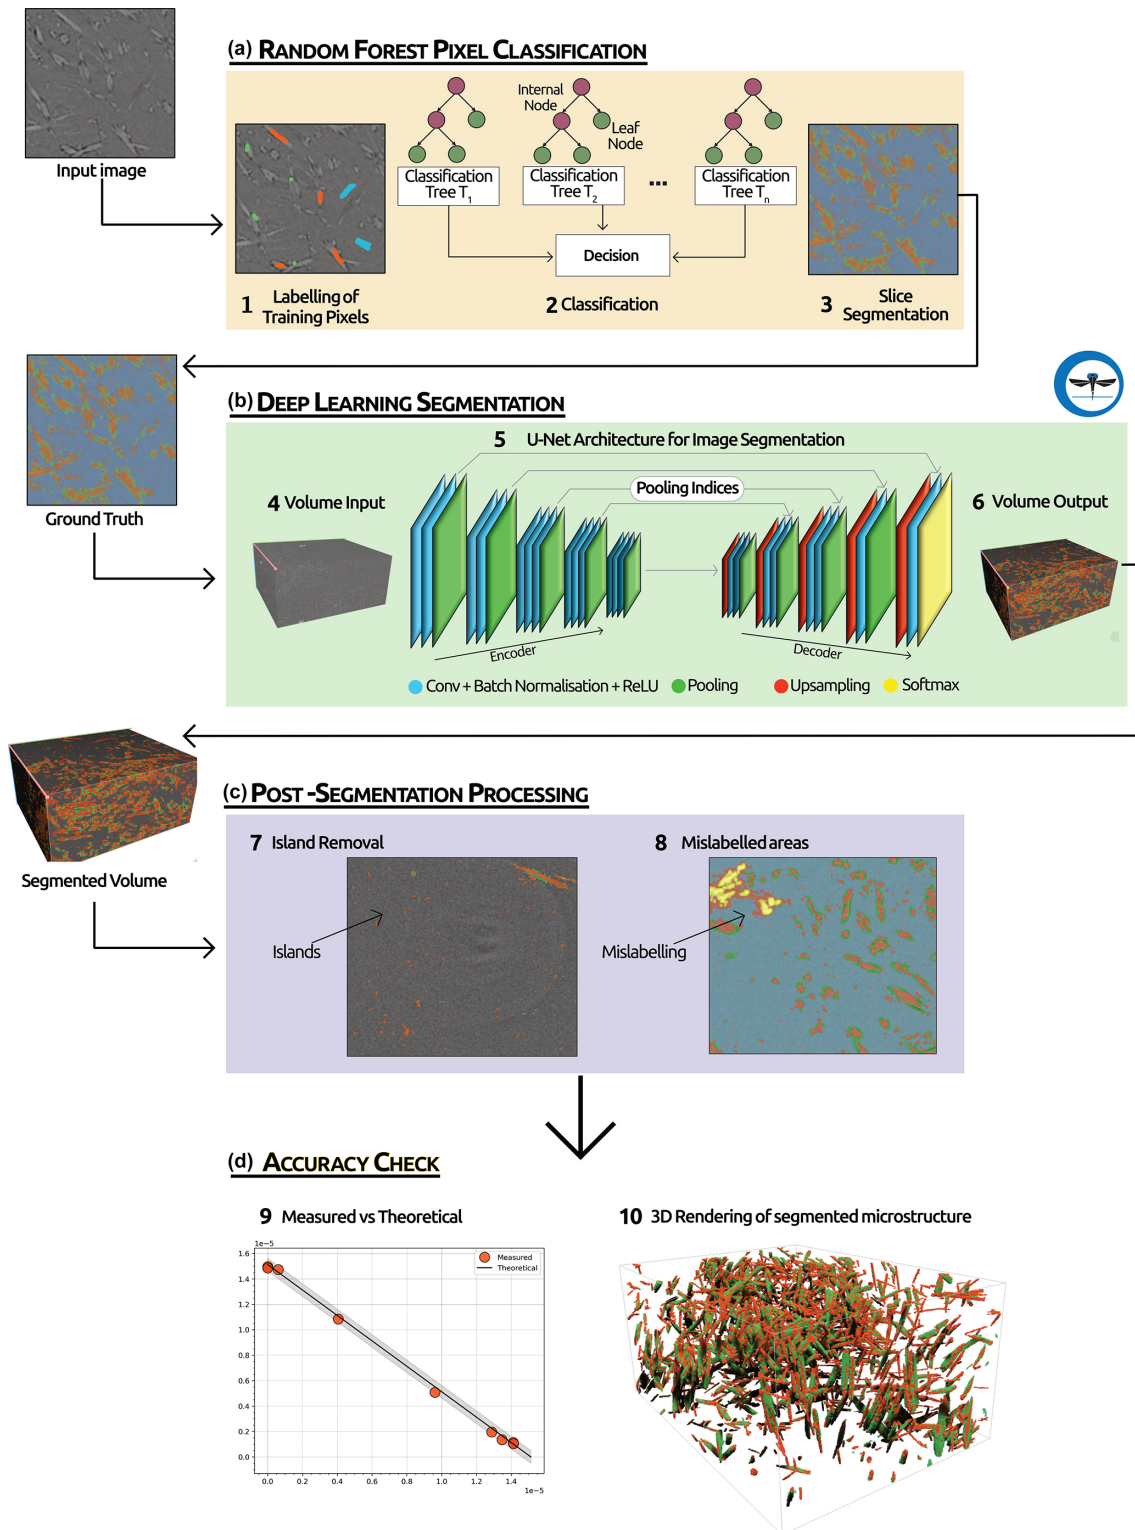 Input image
(a) RANDOM FOREST PIXEL CLASSIFICATION
Internal
Node
Leaf
Node
Classification
Tree T1
Classification
Tree T2
...
Classification
Tree Tn
Decision
1 Labelling of
Training Pixels
2 Classification
3 Slice
Segmentation
Ground Truth
(b) DEEP LEARNING SEGMENTATION
5 U-Net Architecture for Image Segmentation
4 Volume Input
Pooling Indices
6 Volume Output
Encoder
Decoder
Conv + Batch Normalisation + ReLU
Pooling
Upsampling
Softmax
Segmented Volume
(c) POST -SEGMENTATION PROCESSING
7 Island Removal
8 Mislabelled areas
Islands
Mislabelling
(d) ACCURACY CHECK
9 Measured vs Theoretical
10 3D Rendering of segmented microstructure
1e-5
Measured
Theoretical
1.6
1.4
1.2
1.0
0.8
0.6
0.4
0.2
0.0
0.0 0.2 0.4 0.6 0.8 1.0 1.2 1.4
1e-5